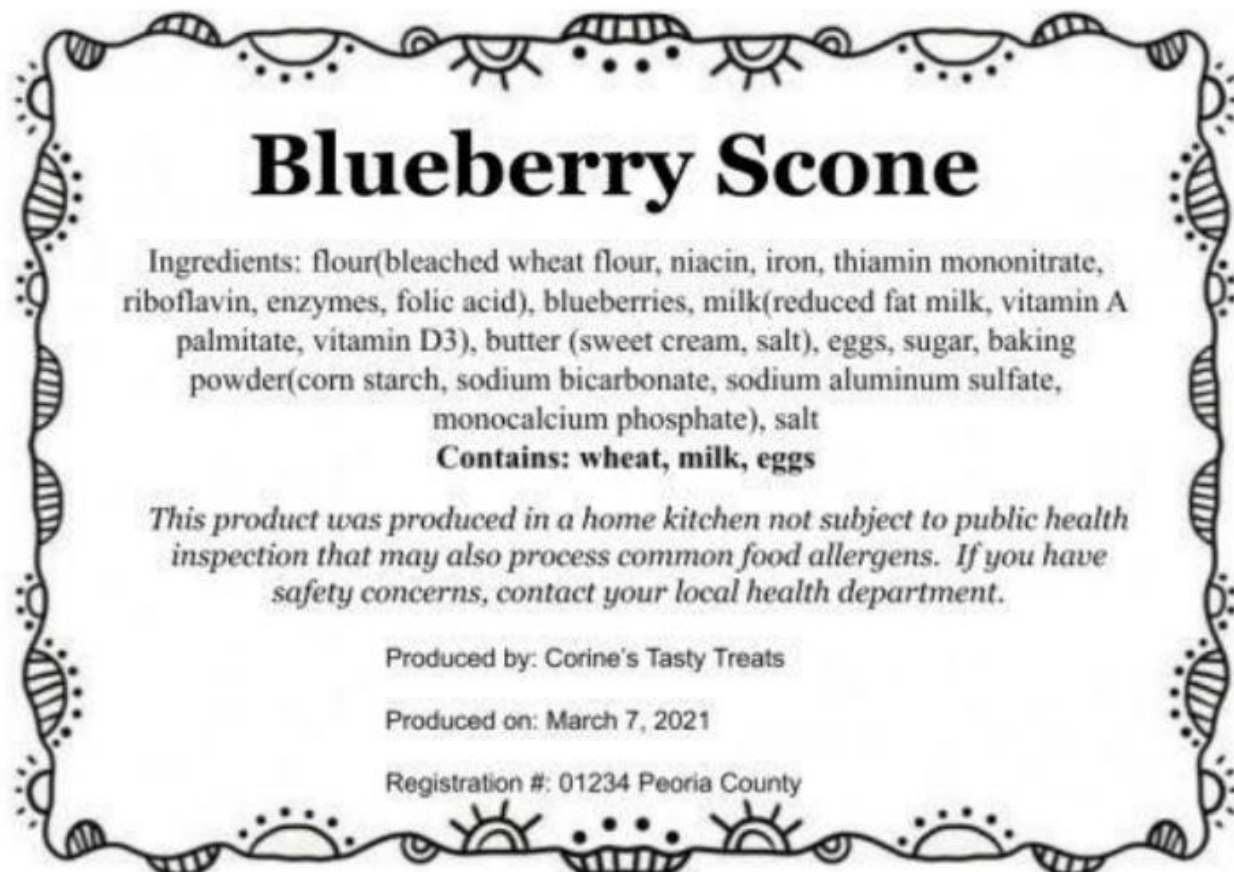 Blueberry Scone
Ingredients: flour(bleached wheat flour, niacin, iron, thiamin mononitrate,
riboflavin, enzymes, folic acid), blueberries, milk(reduced fat milk, vitamin A
palmitate, vitamin D3), butter (sweet cream, salt), eggs, sugar, baking
powder(corn starch, sodium bicarbonate, sodium aluminum sulfate,
monocalcium phosphate), salt
Contains: wheat, milk, eggs
This product was produced in a home kitchen not subject to public health
inspection that may also process common food allergens. If you have
safety concerns, contact your local health department.
Produced by: Corine's Tasty Treats
Produced on: March 7, 2021
Registration #: 01234 Peoria County